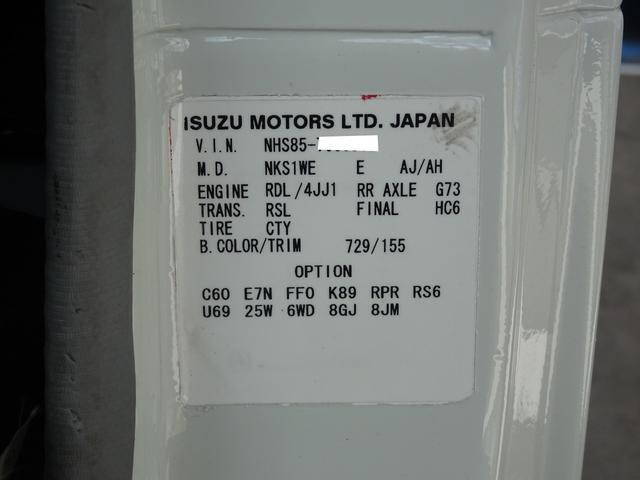 ISUZU MOTORS LTD. JAPAN
V.I.N. NHS85-
M.D. NKS1WE E AJ/AH
ENGINE RDL/4JJ1 RR AXLE G73
TRANS. RSL FINAL HC6
TIRE CTY
B.COLOR/TRIM 729/155
OPTION
C60 E7N FF0 K89 RPR RS6
U69 25W 6WD 8GJ 8JM